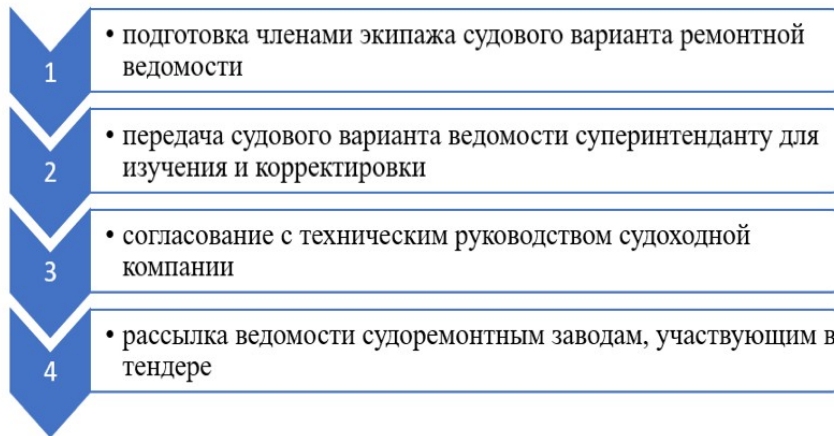 1
• подготовка членами экипажа судового варианта ремонтной
ведомости
2
• передача судового варианта ведомости суперинтенданту для
изучения и корректировки
3
• согласование с техническим руководством судоходной
компании
4
• рассылка ведомости судоремонтным заводам, участвующим в
тендере